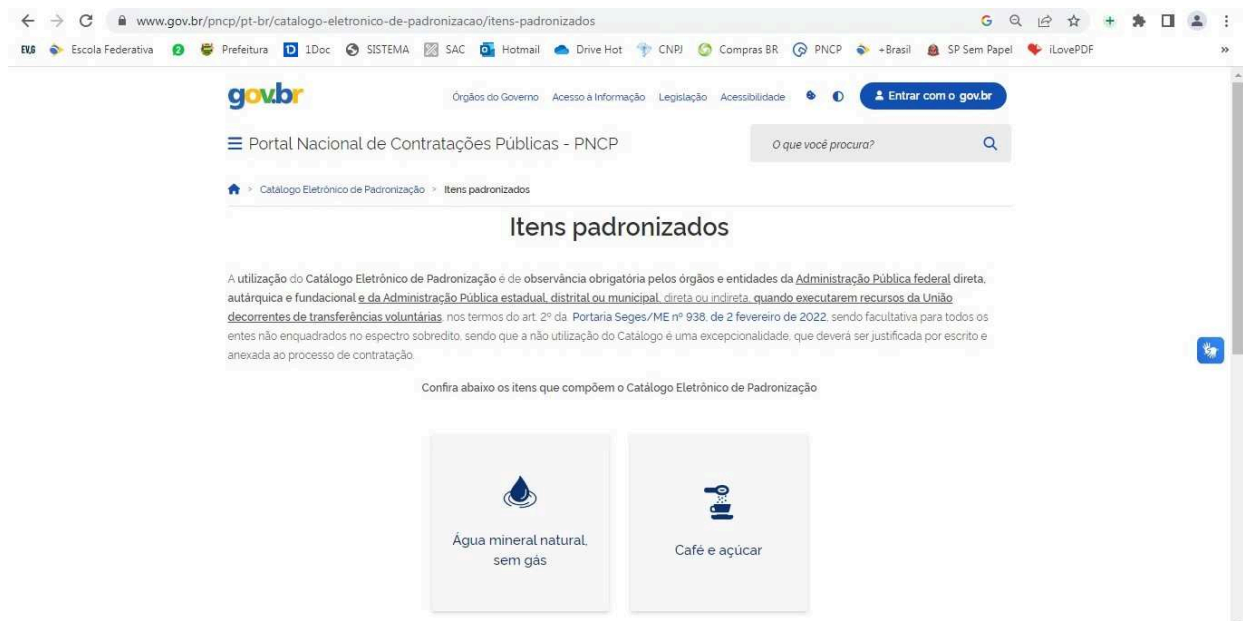 www.gov.br/pncp/pt-br/catalogo-eletronico-de-padronizacao/itens-padronizados
EV.G Escola Federativa 2 Prefeitura D 1Doc SISTEMA SAC Hotmail Drive Hot CNPJ Compras BR PNCP +Brasil SP Sem Papel iLovePDF »
gov.br Órgãos do Governo Acesso à Informação Legislação Acessibilidade Entrar com o gov.br
Portal Nacional de Contratações Públicas - PNCP O que você procura?
> Catálogo Eletrônico de Padronização > Itens padronizados
Itens padronizados
A utilização do Catálogo Eletrônico de Padronização é de observância obrigatória pelos órgãos e entidades da Administração Pública federal direta,
autárquica e fundacional e da Administração Pública estadual, distrital ou municipal, direta ou indireta, quando executarem recursos da União
decorrentes de transferências voluntárias, nos termos do art. 2º da Portaria Seges/ME nº 938, de 2 fevereiro de 2022, sendo facultativa para todos os
entes não enquadrados no espectro sobredito, sendo que a não utilização do Catálogo é uma excepcionalidade, que deverá ser justificada por escrito e
anexada ao processo de contratação.
Confira abaixo os itens que compõem o Catálogo Eletrônico de Padronização
Água mineral natural,
sem gás
Café e açúcar